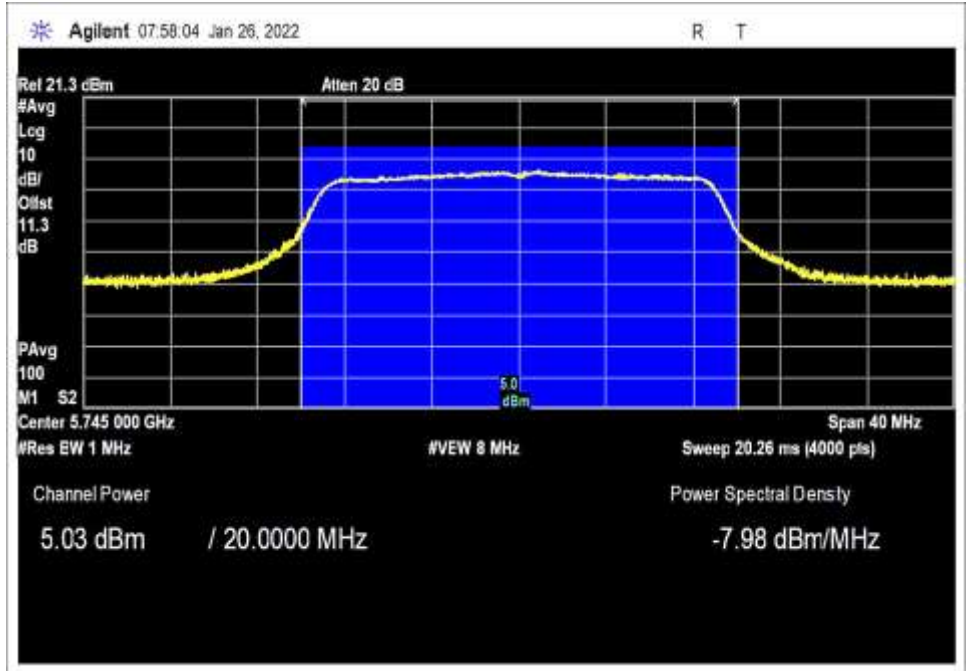 Agilent 07:58:04 Jan 26, 2022 R T
Ref 21.3 dBm Atten 20 dB
#Avg
Log
10
dB/
Offst
11.3
dB
PAvg
100
M1 S2
5.0
dBm
Center 5.745 000 GHz Span 40 MHz
#Res BW 1 MHz #VBW 8 MHz Sweep 20.26 ms (4000 pts)
Channel Power Power Spectral Density
5.03 dBm / 20.0000 MHz -7.98 dBm/MHz